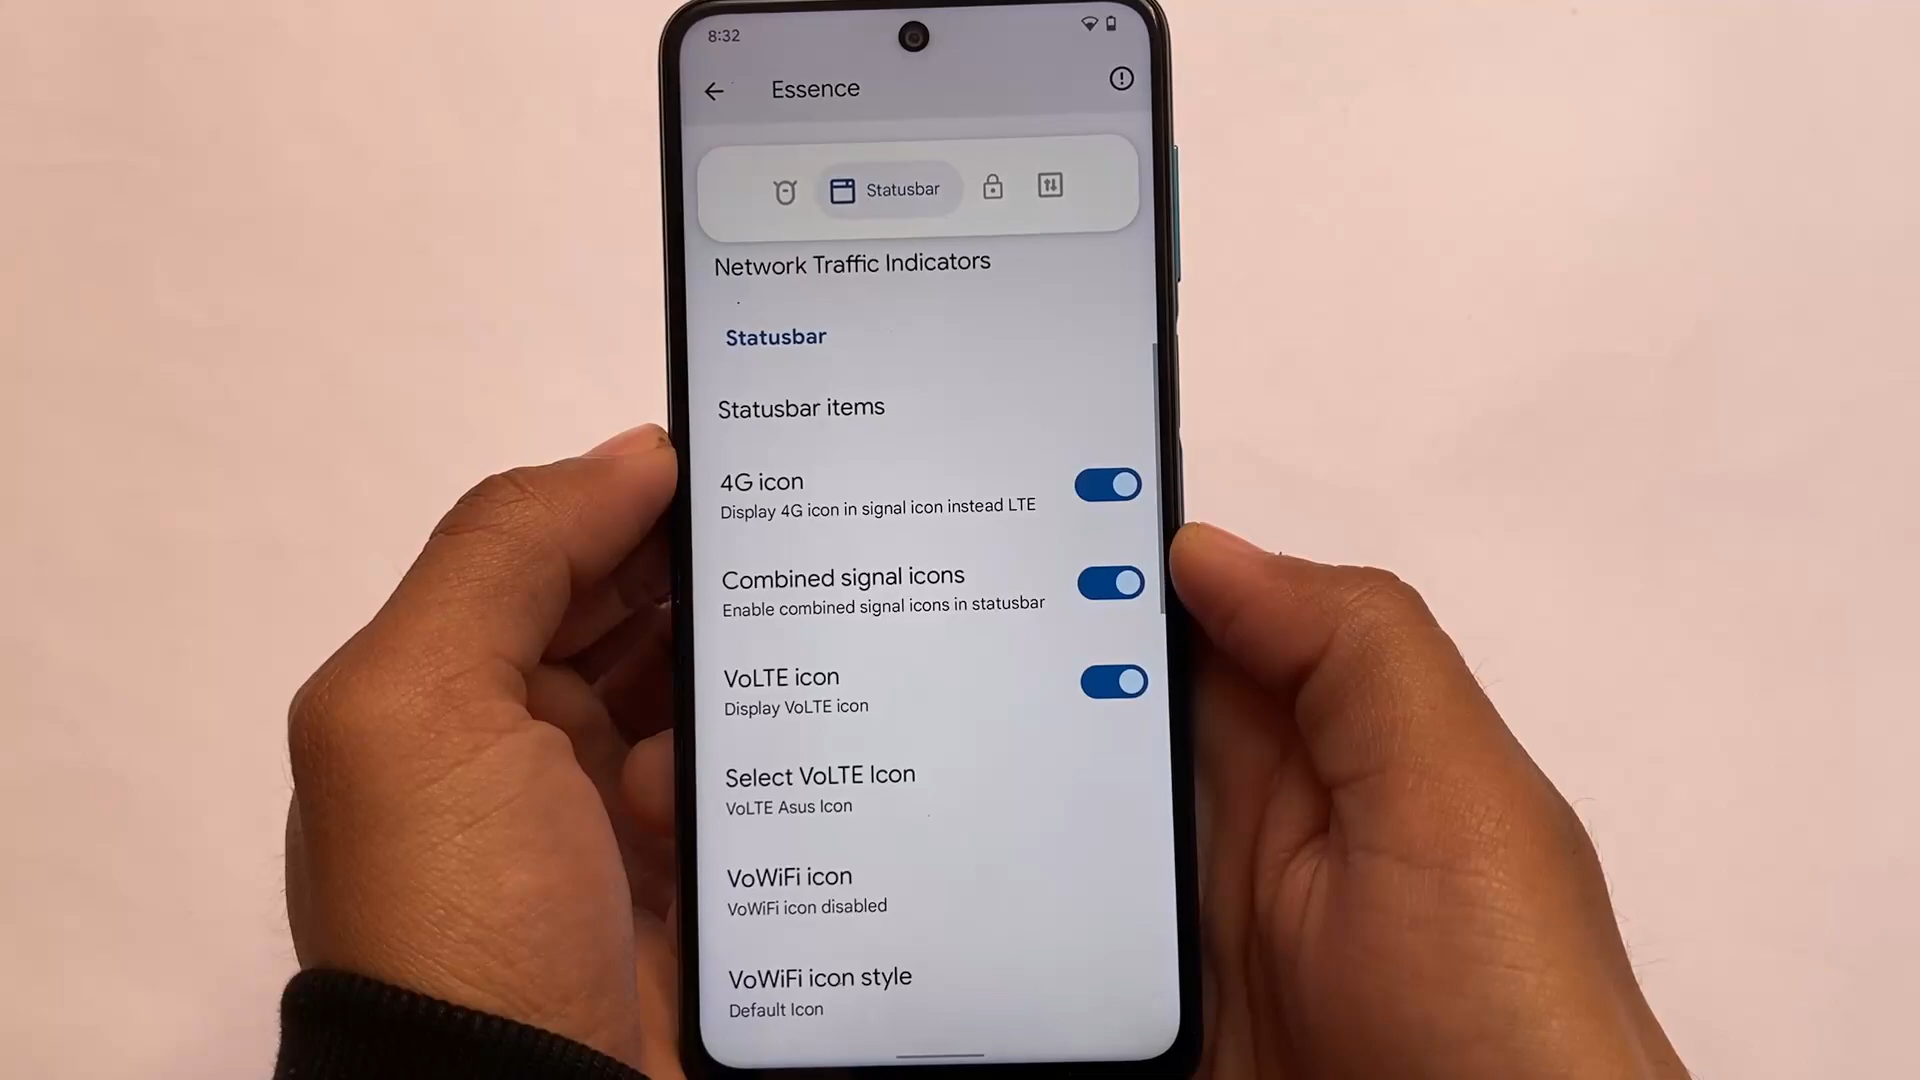 8:32
Essence
Statusbar
Network Traffic Indicators
Statusbar
Statusbar items
4G icon
Display 4G icon in signal icon instead LTE
Combined signal icons
Enable combined signal icons in statusbar
VoLTE icon
Display VoLTE icon
Select VoLTE Icon
VoLTE Asus Icon
VoWiFi icon
VoWiFi icon disabled
VoWiFi icon style
Default Icon